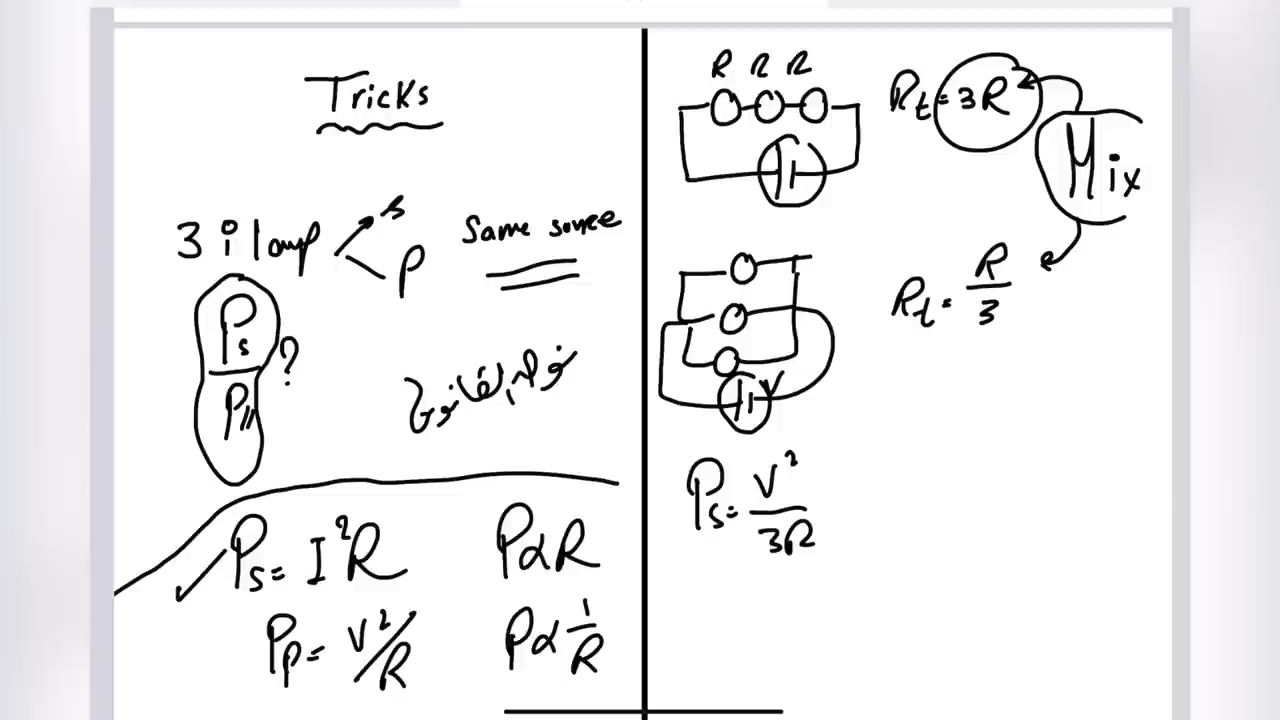 Tricks
3 i lamp s
p
Same source
Ps
P//
?
Ps = I²R
P∝R
Pp = V²/R
P∝ 1/R
R R R
Rt = 3R
Mix
Rt = R/3
V
Ps = V²/3R